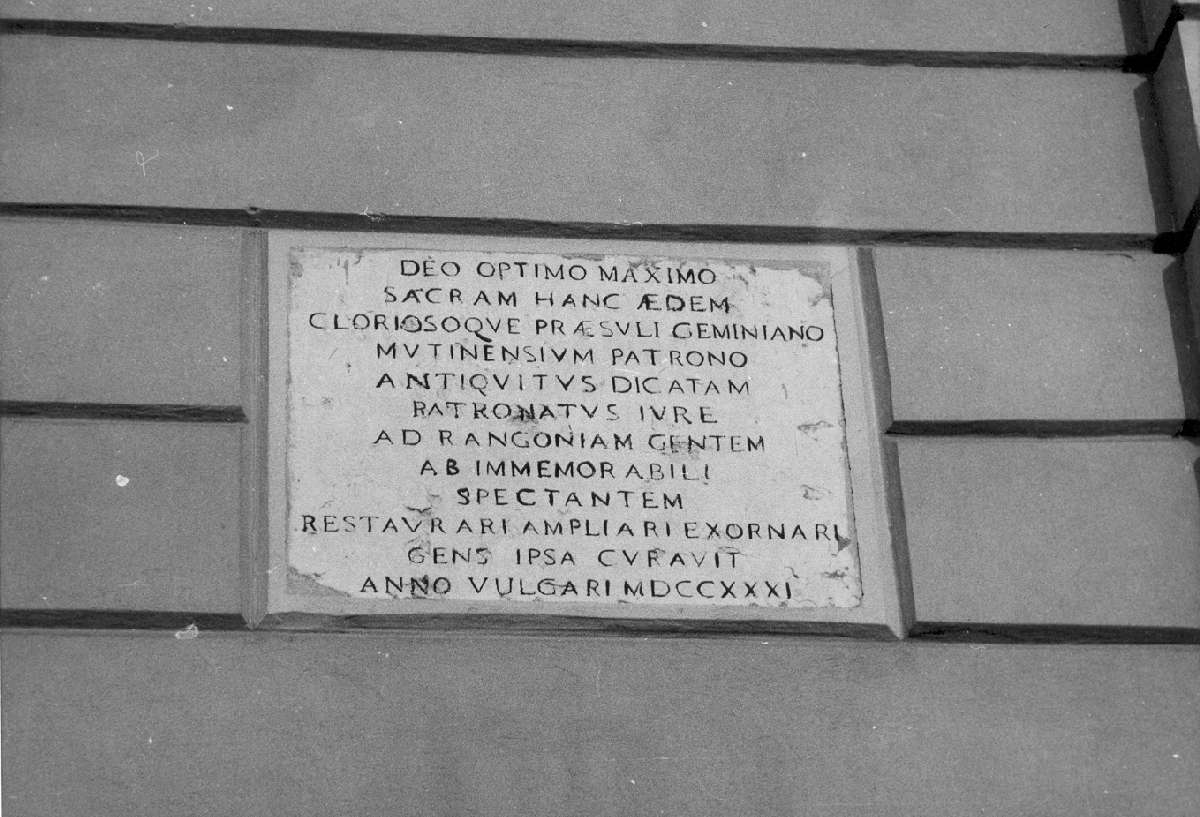 DEO OPTIMO MAXIMO
SACRAM HANC ÆDEM
CLORIOSOQVE PRÆSVLI GEMINIANO
MVTINENSIVM PATRONO
ANTIQVITVS DICATAM
PATRONATVS IVRE
AD RANGONIAM GENTEM
AB IMMEMORABILI
SPECTANTEM
RESTAVRARI AMPLIARI EXORNARI
GENS IPSA CVRAVIT
ANNO VULGARI MDCCXXXI